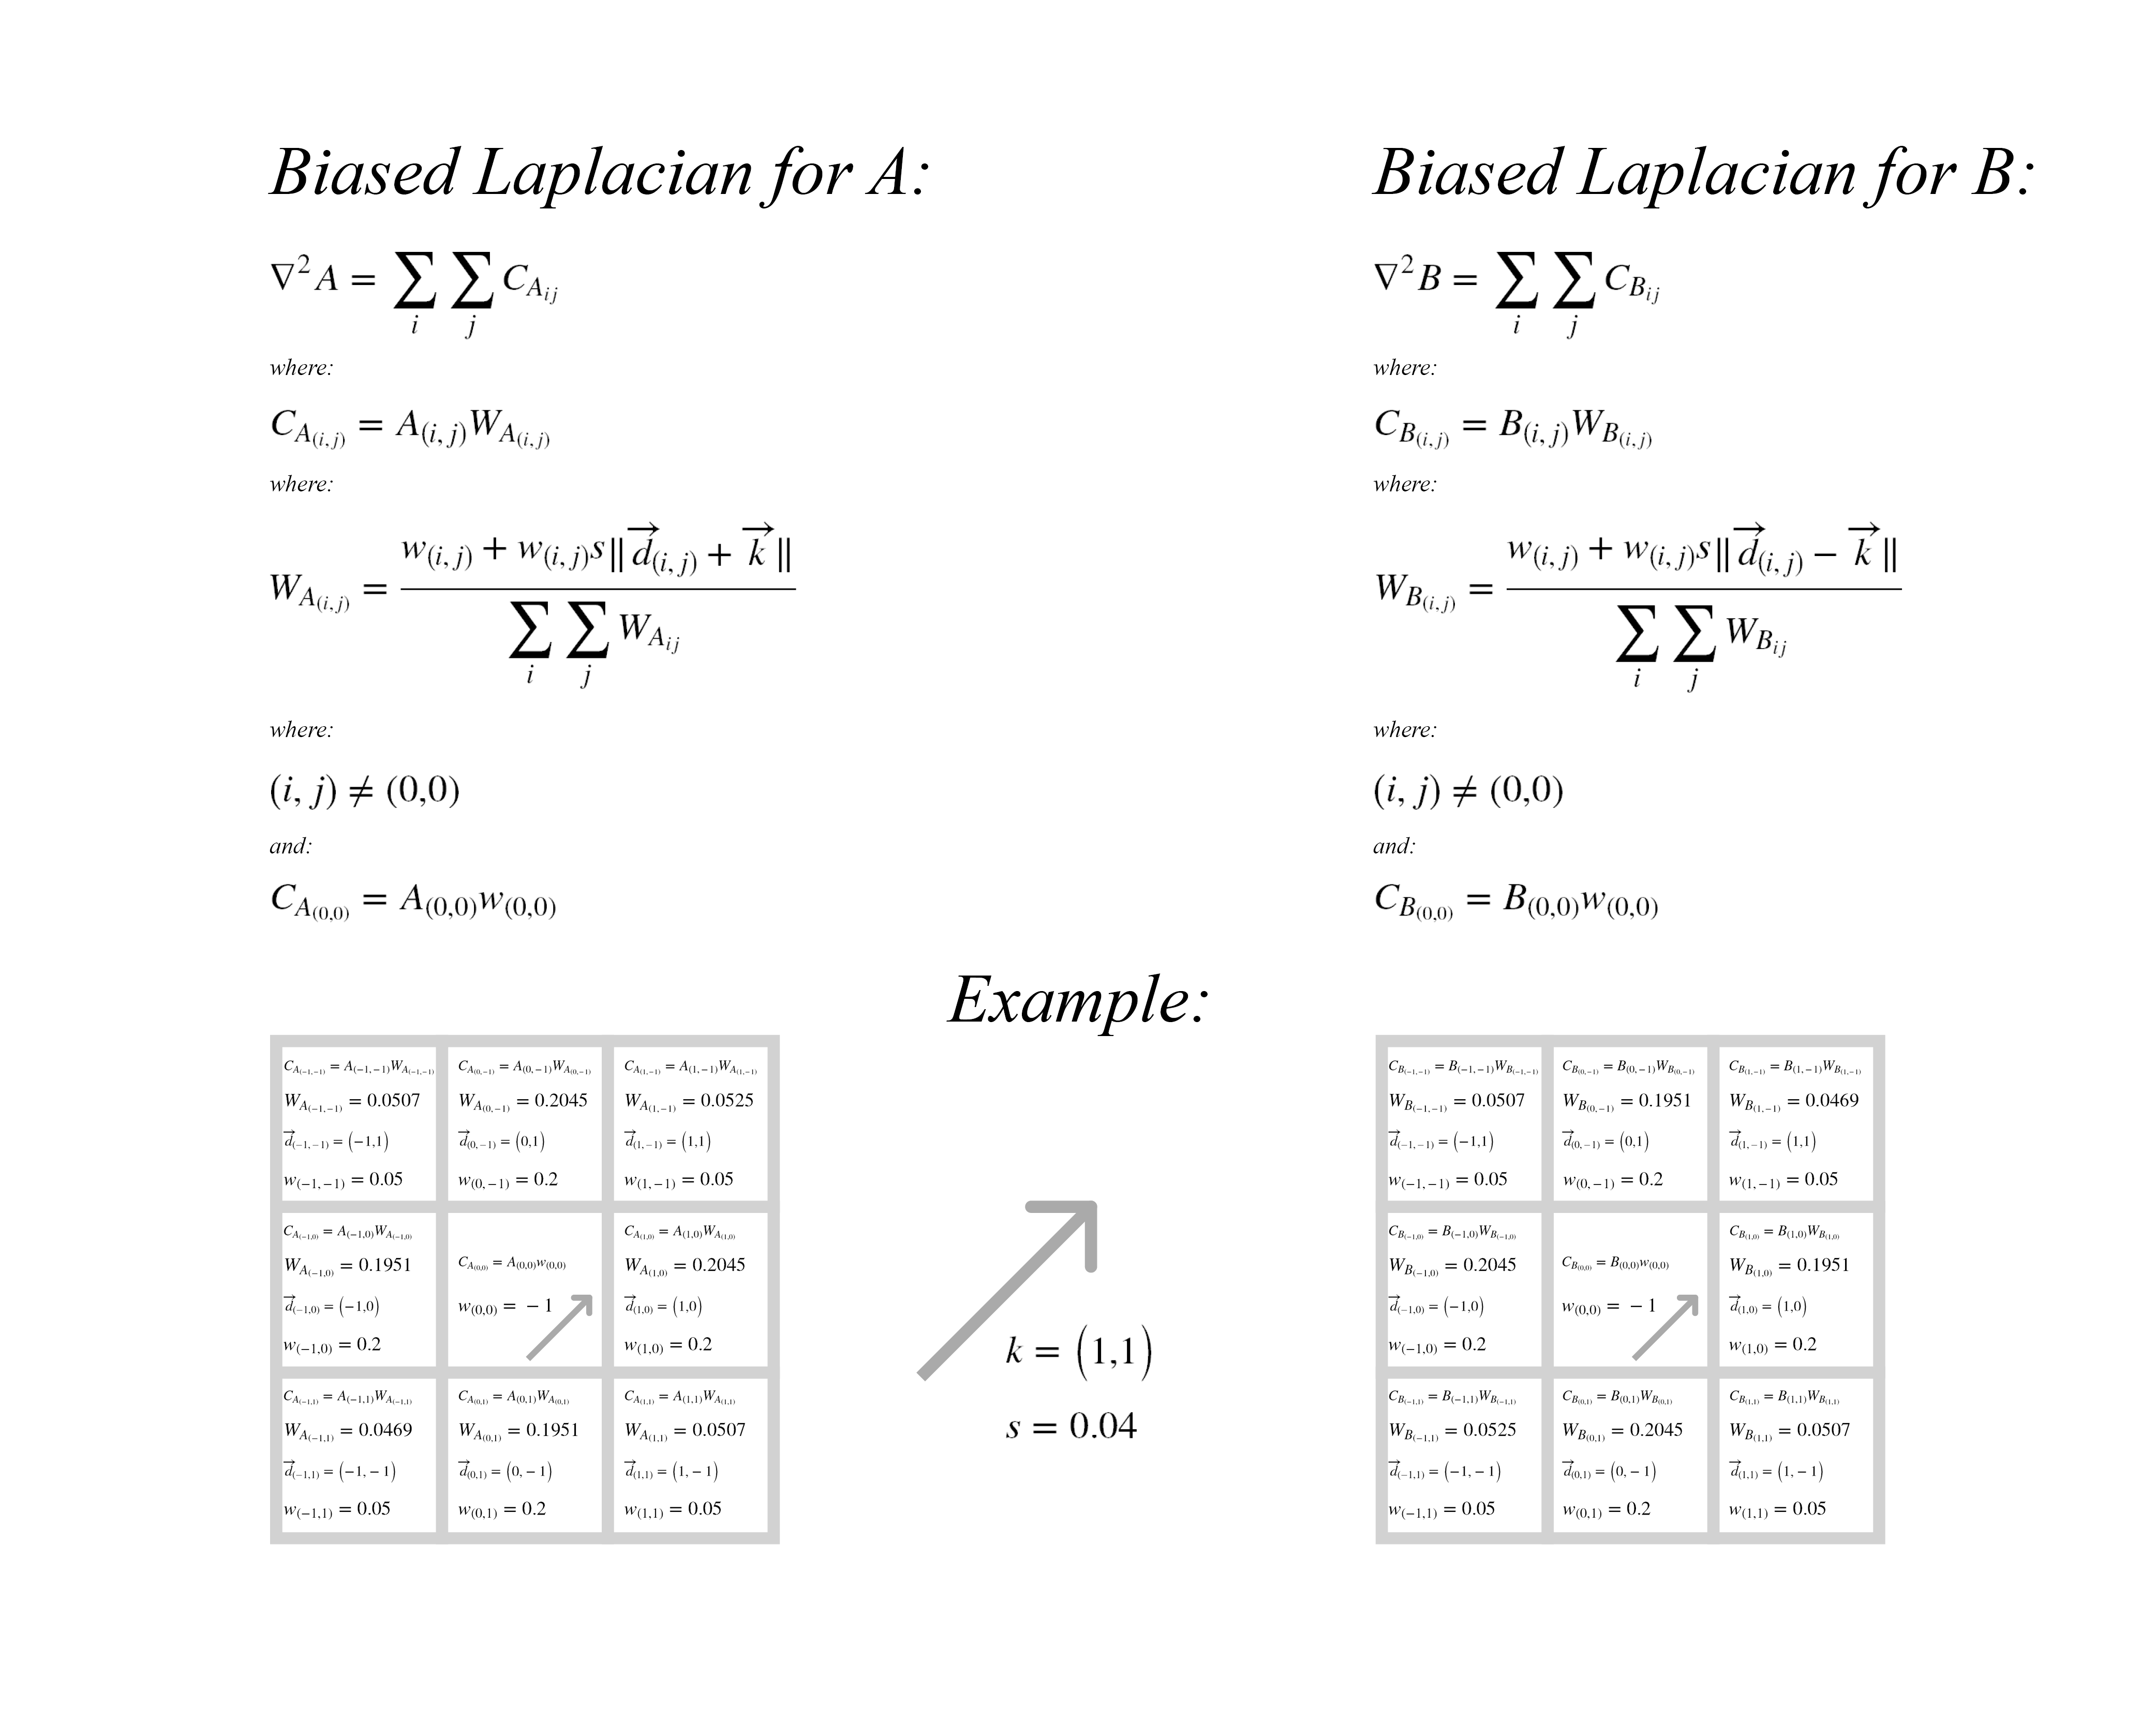 Biased Laplacian for A:
∇²A = ∑_i ∑_j C_{A_{ij}}
where:
C_{A_{(i,j)}} = A_{(i,j)}W_{A_{(i,j)}}
where:
W_{A_{(i,j)}} = \frac{w_{(i,j)} + w_{(i,j)}s‖\vec{d}_{(i,j)} + \vec{k}‖}{∑_i ∑_j W_{A_{ij}}}
where:
(i, j) ≠ (0,0)
and:
C_{A_{(0,0)}} = A_{(0,0)}w_{(0,0)}
Biased Laplacian for B:
∇²B = ∑_i ∑_j C_{B_{ij}}
where:
C_{B_{(i,j)}} = B_{(i,j)}W_{B_{(i,j)}}
where:
W_{B_{(i,j)}} = \frac{w_{(i,j)} + w_{(i,j)}s‖\vec{d}_{(i,j)} − \vec{k}‖}{∑_i ∑_j W_{B_{ij}}}
where:
(i, j) ≠ (0,0)
and:
C_{B_{(0,0)}} = B_{(0,0)}w_{(0,0)}
Example:
C_{A_{(−1,−1)}} = A_{(−1,−1)}W_{A_{(−1,−1)}}
W_{A_{(−1,−1)}} = 0.0507
\vec{d}_{(−1,−1)} = (−1,1)
w_{(−1,−1)} = 0.05
C_{A_{(0,−1)}} = A_{(0,−1)}W_{A_{(0,−1)}}
W_{A_{(0,−1)}} = 0.2045
\vec{d}_{(0,−1)} = (0,1)
w_{(0,−1)} = 0.2
C_{A_{(1,−1)}} = A_{(1,−1)}W_{A_{(1,−1)}}
W_{A_{(1,−1)}} = 0.0525
\vec{d}_{(1,−1)} = (1,1)
w_{(1,−1)} = 0.05
C_{A_{(−1,0)}} = A_{(−1,0)}W_{A_{(−1,0)}}
W_{A_{(−1,0)}} = 0.1951
\vec{d}_{(−1,0)} = (−1,0)
w_{(−1,0)} = 0.2
C_{A_{(0,0)}} = A_{(0,0)}w_{(0,0)}
w_{(0,0)} = − 1
C_{A_{(1,0)}} = A_{(1,0)}W_{A_{(1,0)}}
W_{A_{(1,0)}} = 0.2045
\vec{d}_{(1,0)} = (1,0)
w_{(1,0)} = 0.2
C_{A_{(−1,1)}} = A_{(−1,1)}W_{A_{(−1,1)}}
W_{A_{(−1,1)}} = 0.0469
\vec{d}_{(−1,1)} = (−1, − 1)
w_{(−1,1)} = 0.05
C_{A_{(0,1)}} = A_{(0,1)}W_{A_{(0,1)}}
W_{A_{(0,1)}} = 0.1951
\vec{d}_{(0,1)} = (0, − 1)
w_{(0,1)} = 0.2
C_{A_{(1,1)}} = A_{(1,1)}W_{A_{(1,1)}}
W_{A_{(1,1)}} = 0.0507
\vec{d}_{(1,1)} = (1, − 1)
w_{(1,1)} = 0.05
k = (1,1)
s = 0.04
C_{B_{(−1,−1)}} = B_{(−1,−1)}W_{B_{(−1,−1)}}
W_{B_{(−1,−1)}} = 0.0507
\vec{d}_{(−1,−1)} = (−1,1)
w_{(−1,−1)} = 0.05
C_{B_{(0,−1)}} = B_{(0,−1)}W_{B_{(0,−1)}}
W_{B_{(0,−1)}} = 0.1951
\vec{d}_{(0,−1)} = (0,1)
w_{(0,−1)} = 0.2
C_{B_{(1,−1)}} = B_{(1,−1)}W_{B_{(1,−1)}}
W_{B_{(1,−1)}} = 0.0469
\vec{d}_{(1,−1)} = (1,1)
w_{(1,−1)} = 0.05
C_{B_{(−1,0)}} = B_{(−1,0)}W_{B_{(−1,0)}}
W_{B_{(−1,0)}} = 0.2045
\vec{d}_{(−1,0)} = (−1,0)
w_{(−1,0)} = 0.2
C_{B_{(0,0)}} = B_{(0,0)}w_{(0,0)}
w_{(0,0)} = − 1
C_{B_{(1,0)}} = B_{(1,0)}W_{B_{(1,0)}}
W_{B_{(1,0)}} = 0.1951
\vec{d}_{(1,0)} = (1,0)
w_{(1,0)} = 0.2
C_{B_{(−1,1)}} = B_{(−1,1)}W_{B_{(−1,1)}}
W_{B_{(−1,1)}} = 0.0525
\vec{d}_{(−1,1)} = (−1, − 1)
w_{(−1,1)} = 0.05
C_{B_{(0,1)}} = B_{(0,1)}W_{B_{(0,1)}}
W_{B_{(0,1)}} = 0.2045
\vec{d}_{(0,1)} = (0, − 1)
w_{(0,1)} = 0.2
C_{B_{(1,1)}} = B_{(1,1)}W_{B_{(1,1)}}
W_{B_{(1,1)}} = 0.0507
\vec{d}_{(1,1)} = (1, − 1)
w_{(1,1)} = 0.05